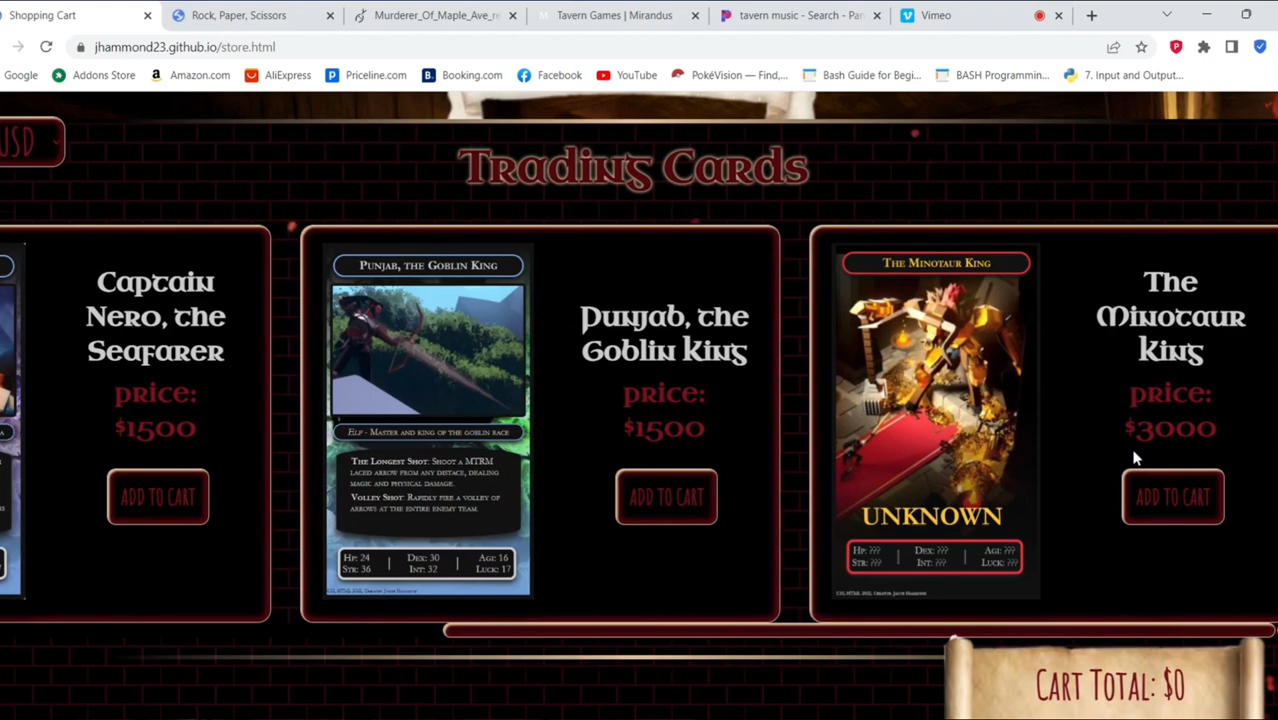 Shopping Cart
Rock, Paper, Scissors
Murderer_Of_Maple_Ave_re
Tavern Games | Mirandus
tavern music - Search - Pan
Vimeo
jhammond23.github.io/store.html
Google
Addons Store
Amazon.com
AliExpress
Priceline.com
Booking.com
Facebook
YouTube
PokéVision — Find,...
Bash Guide for Begi...
BASH Programmin...
7. Input and Output...
USD
Trading Cards
Captain
Nero, the
Seafarer
price:
$1500
ADD TO CART
Punjab, the Goblin King
Elf - Master and king of the goblin race
The Longest Shot: Shoot a MTRM
laced arrow from any distace, dealing
magic and physical damage.
Volley Shot: Rapidly fire a volley of
arrows at the entire enemy team.
Hp: 24 | Dex: 30 | Agi: 16
Str: 36 Int: 32 Luck: 17
Punjab, the
Goblin King
price:
$1500
ADD TO CART
The Minotaur King
UNKNOWN
Hp: ??? | Dex: ??? | Agi: ???
Str: ??? Int: ??? Luck: ???
The
Minotaur
King
price:
$3000
ADD TO CART
Cart Total: $0